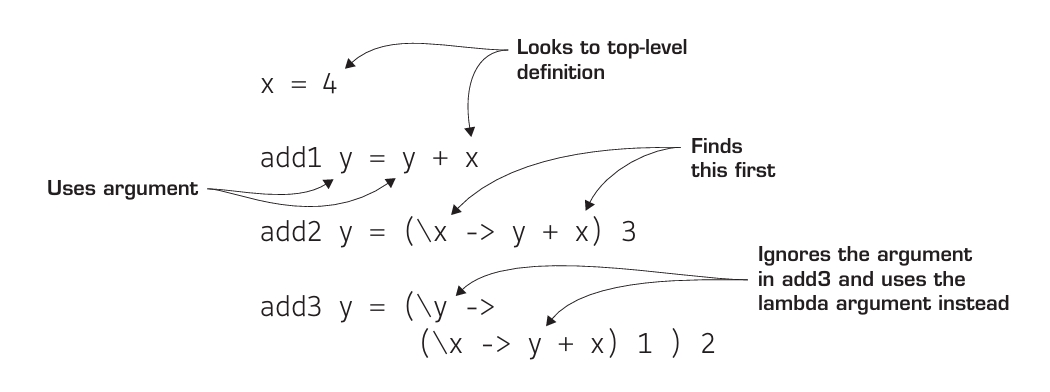 Looks to top-level
definition
x = 4
add1 y = y + x
Finds
this first
Uses argument
add2 y = (\x -> y + x) 3
Ignores the argument
in add3 and uses the
lambda argument instead
add3 y = (\y ->
(\x -> y + x) 1 ) 2